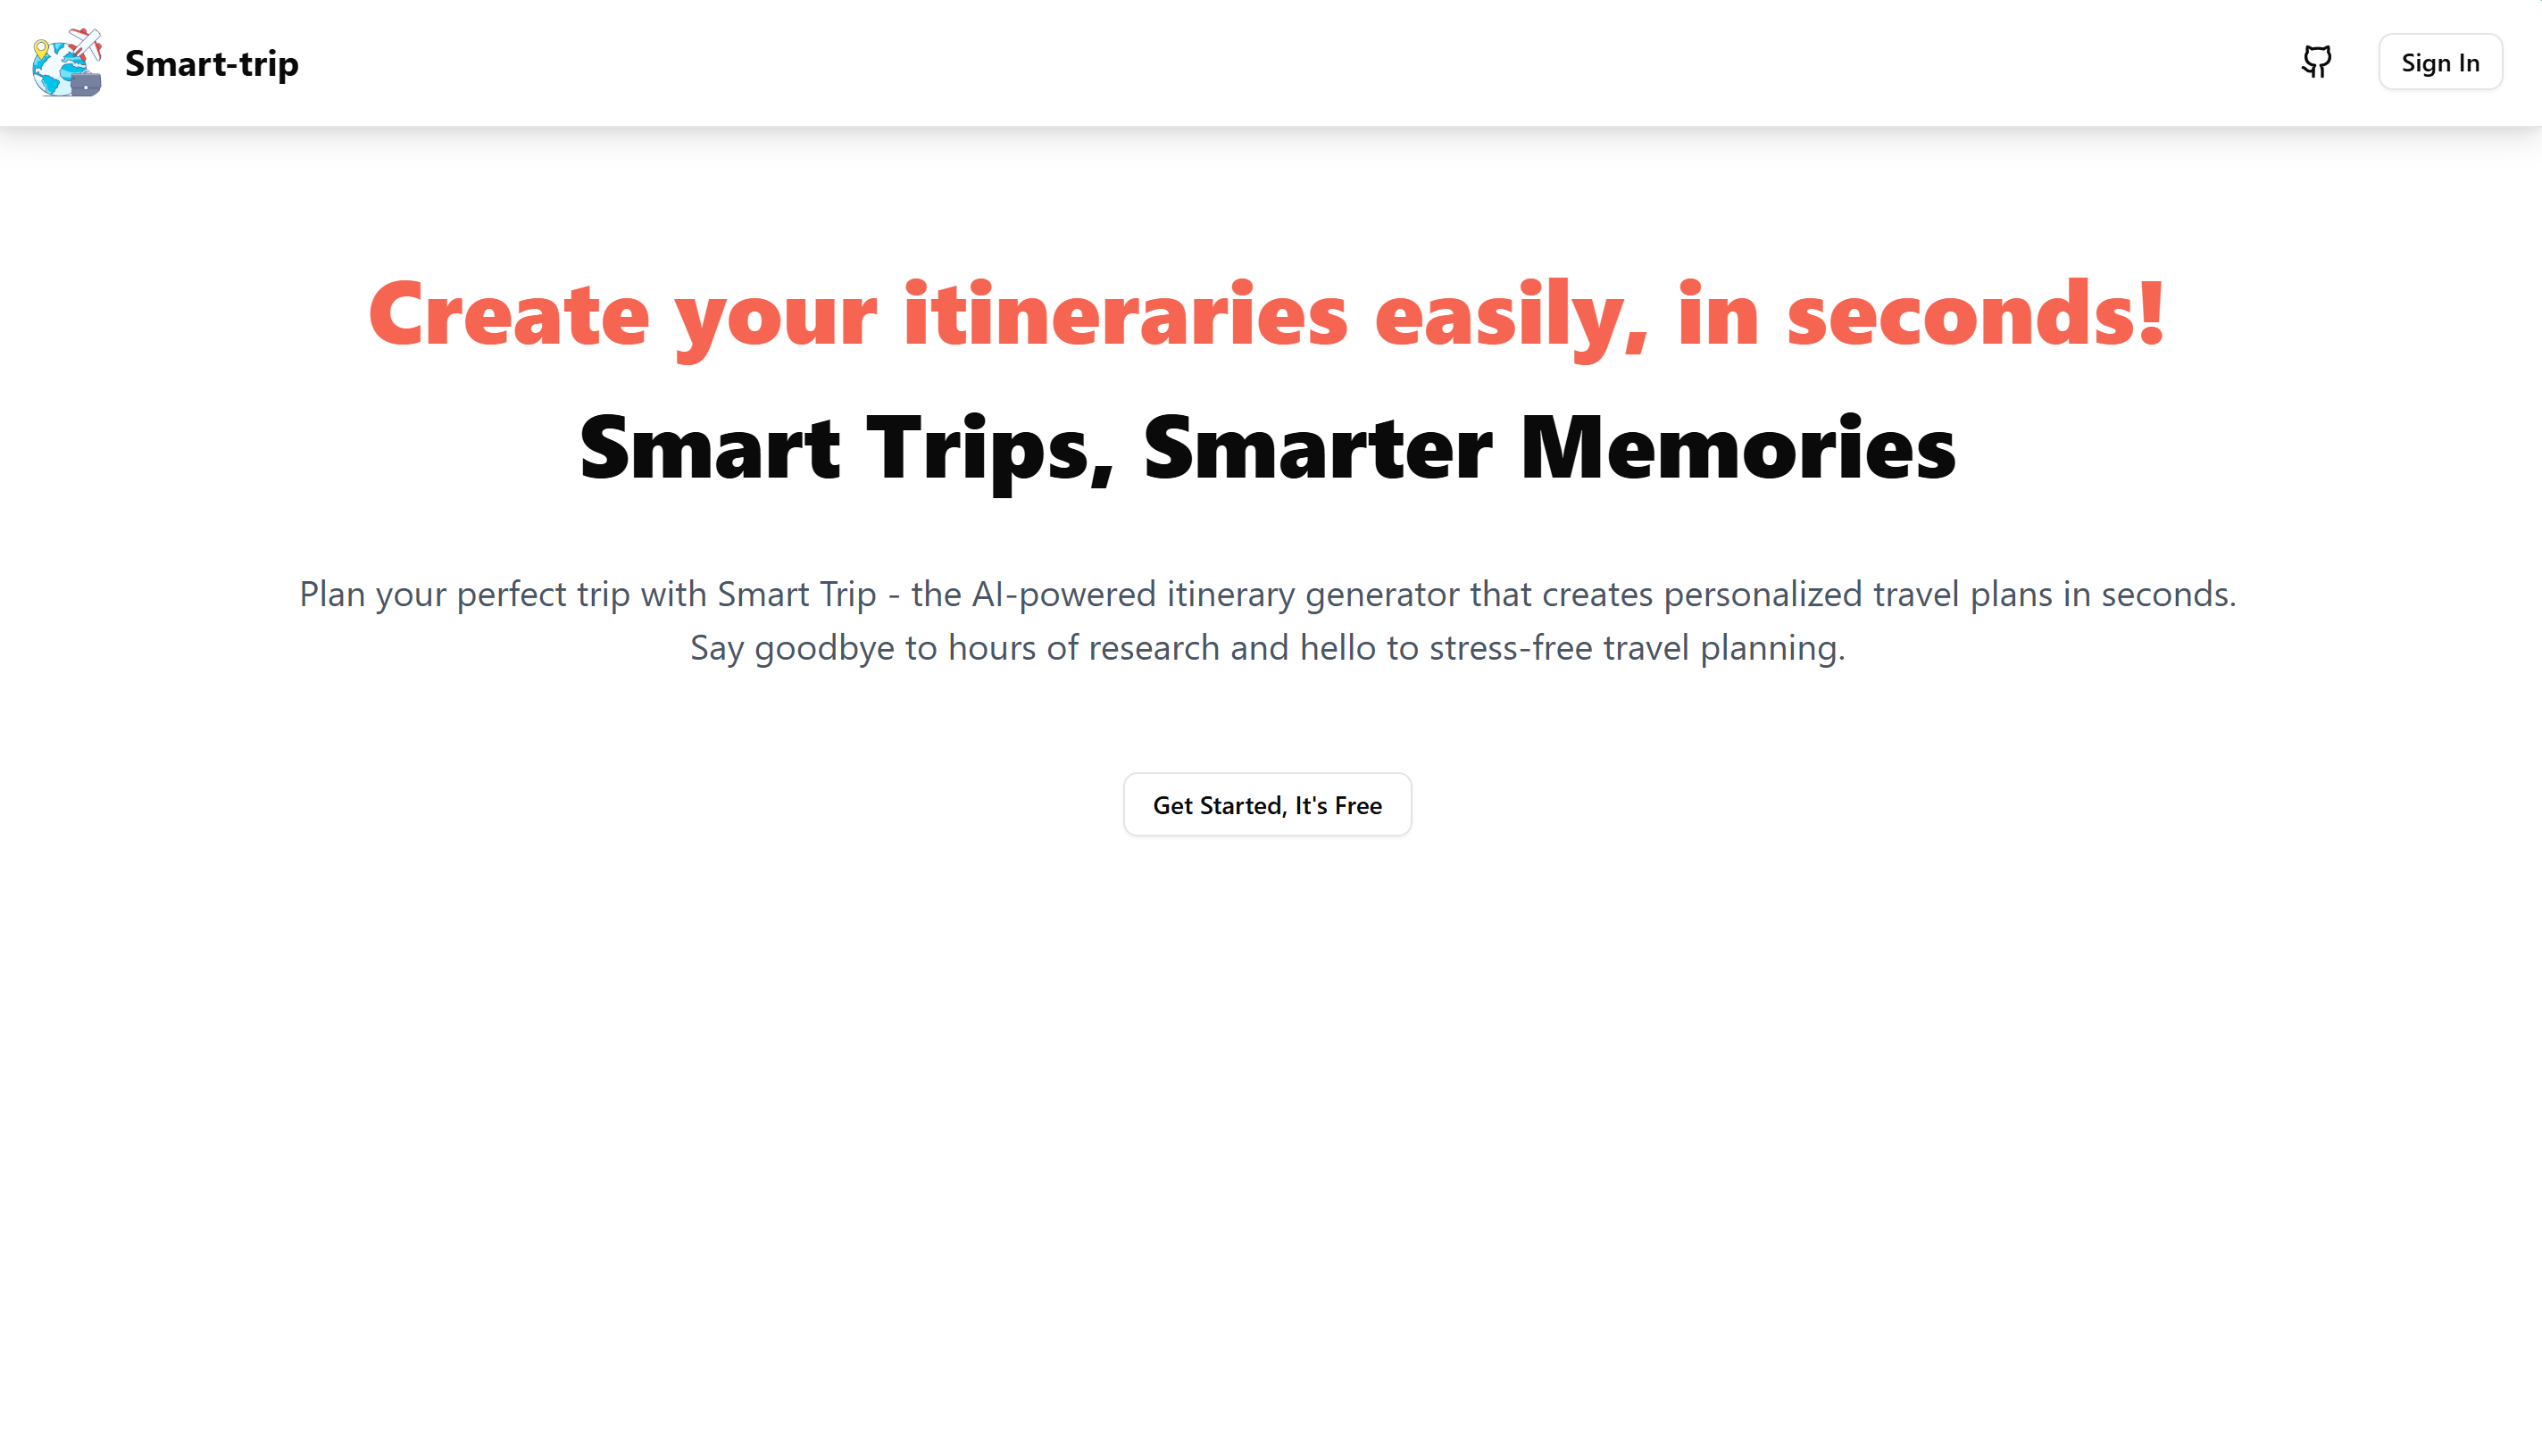 Smart-trip
Sign In
Create your itineraries easily, in seconds!
Smart Trips, Smarter Memories
Plan your perfect trip with Smart Trip - the AI-powered itinerary generator that creates personalized travel plans in seconds.
Say goodbye to hours of research and hello to stress-free travel planning.
Get Started, It's Free